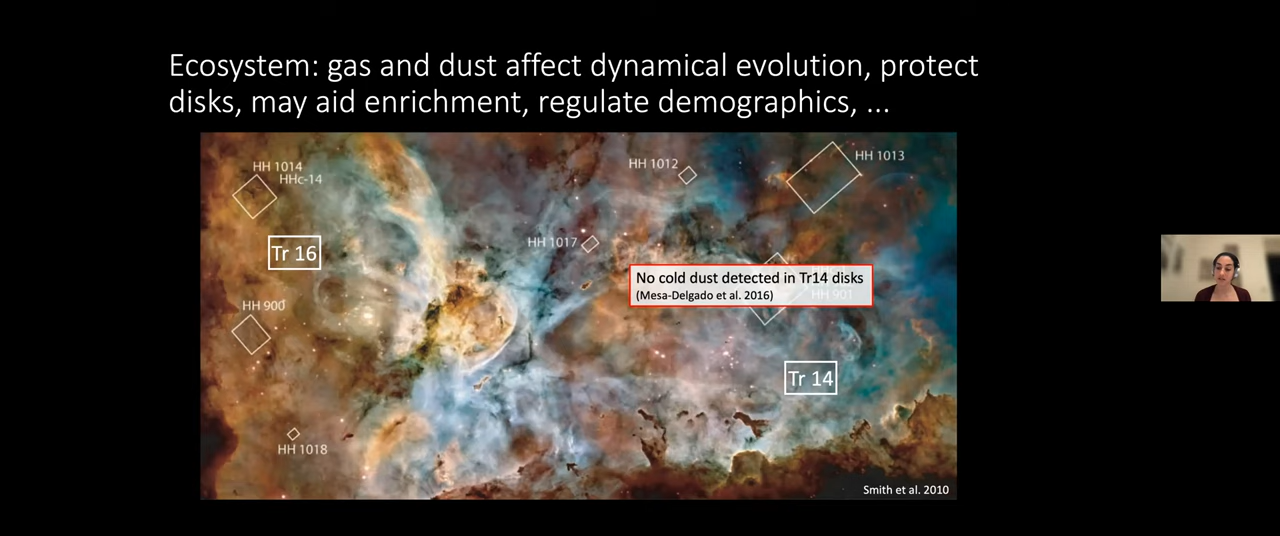 Ecosystem: gas and dust affect dynamical evolution, protect
disks, may aid enrichment, regulate demographics, ...
HH 1014
HHc-14
HH 1012
HH 1013
Tr 16
HH 1017
No cold dust detected in Tr14 disks
(Mesa-Delgado et al. 2016)
HH 901
HH 900
Tr 14
HH 1018
Smith et al. 2010